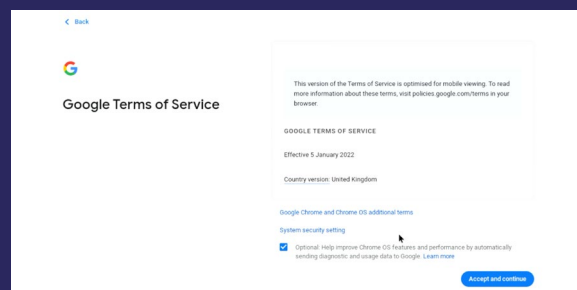 Back
Google Terms of Service
This version of the Terms of Service is optimised for mobile viewing. To read
more information about these terms, visit policies.google.com/terms in your
browser.
GOOGLE TERMS OF SERVICE
Effective 5 January 2022
Country version: United Kingdom
Google Chrome and Chrome OS additional terms
System security setting
Optional: Help improve Chrome OS features and performance by automatically
sending diagnostic and usage data to Google. Learn more
Accept and continue